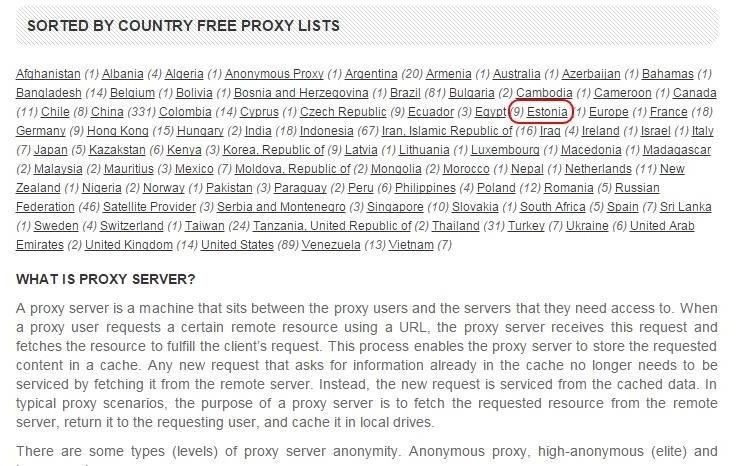 SORTED BY COUNTRY FREE PROXY LISTS
Afghanistan (1) Albania (4) Algeria (1) Anonymous Proxy (1) Argentina (20) Armenia (1) Australia (1) Azerbaijan (1) Bahamas (1)
Bangladesh (14) Belgium (1) Bolivia (1) Bosnia and Herzegovina (1) Brazil (81) Bulgaria (2) Cambodia (1) Cameroon (1) Canada
(11) Chile (8) China (331) Colombia (14) Cyprus (1) Czech Republic (9) Ecuador (3) Egypt (9) Estonia (1) Europe (1) France (18)
Germany (9) Hong Kong (15) Hungary (2) India (18) Indonesia (67) Iran, Islamic Republic of (16) Iraq (4) Ireland (1) Israel (1) Italy
(7) Japan (5) Kazakstan (6) Kenya (3) Korea, Republic of (9) Latvia (1) Lithuania (1) Luxembourg (1) Macedonia (1) Madagascar
(2) Malaysia (2) Mauritius (3) Mexico (7) Moldova, Republic of (2) Mongolia (2) Morocco (1) Nepal (1) Netherlands (11) New
Zealand (1) Nigeria (2) Norway (1) Pakistan (3) Paraguay (2) Peru (6) Philippines (4) Poland (12) Romania (5) Russian
Federation (46) Satellite Provider (3) Serbia and Montenegro (3) Singapore (10) Slovakia (1) South Africa (5) Spain (7) Sri Lanka
(1) Sweden (4) Switzerland (1) Taiwan (24) Tanzania, United Republic of (2) Thailand (31) Turkey (7) Ukraine (6) United Arab
Emirates (2) United Kingdom (14) United States (89) Venezuela (13) Vietnam (7)
WHAT IS PROXY SERVER?
A proxy server is a machine that sits between the proxy users and the servers that they need access to. When
a proxy user requests a certain remote resource using a URL, the proxy server receives this request and
fetches the resource to fulfill the client's request. This process enables the proxy server to store the requested
content in a cache. Any new request that asks for information already in the cache no longer needs to be
serviced by fetching it from the remote server. Instead, the new request is serviced from the cached data. In
typical proxy scenarios, the purpose of a proxy server is to fetch the requested resource from the remote
server, return it to the requesting user, and cache it in local drives.
There are some types (levels) of proxy server anonymity. Anonymous proxy, high-anonymous (elite) and